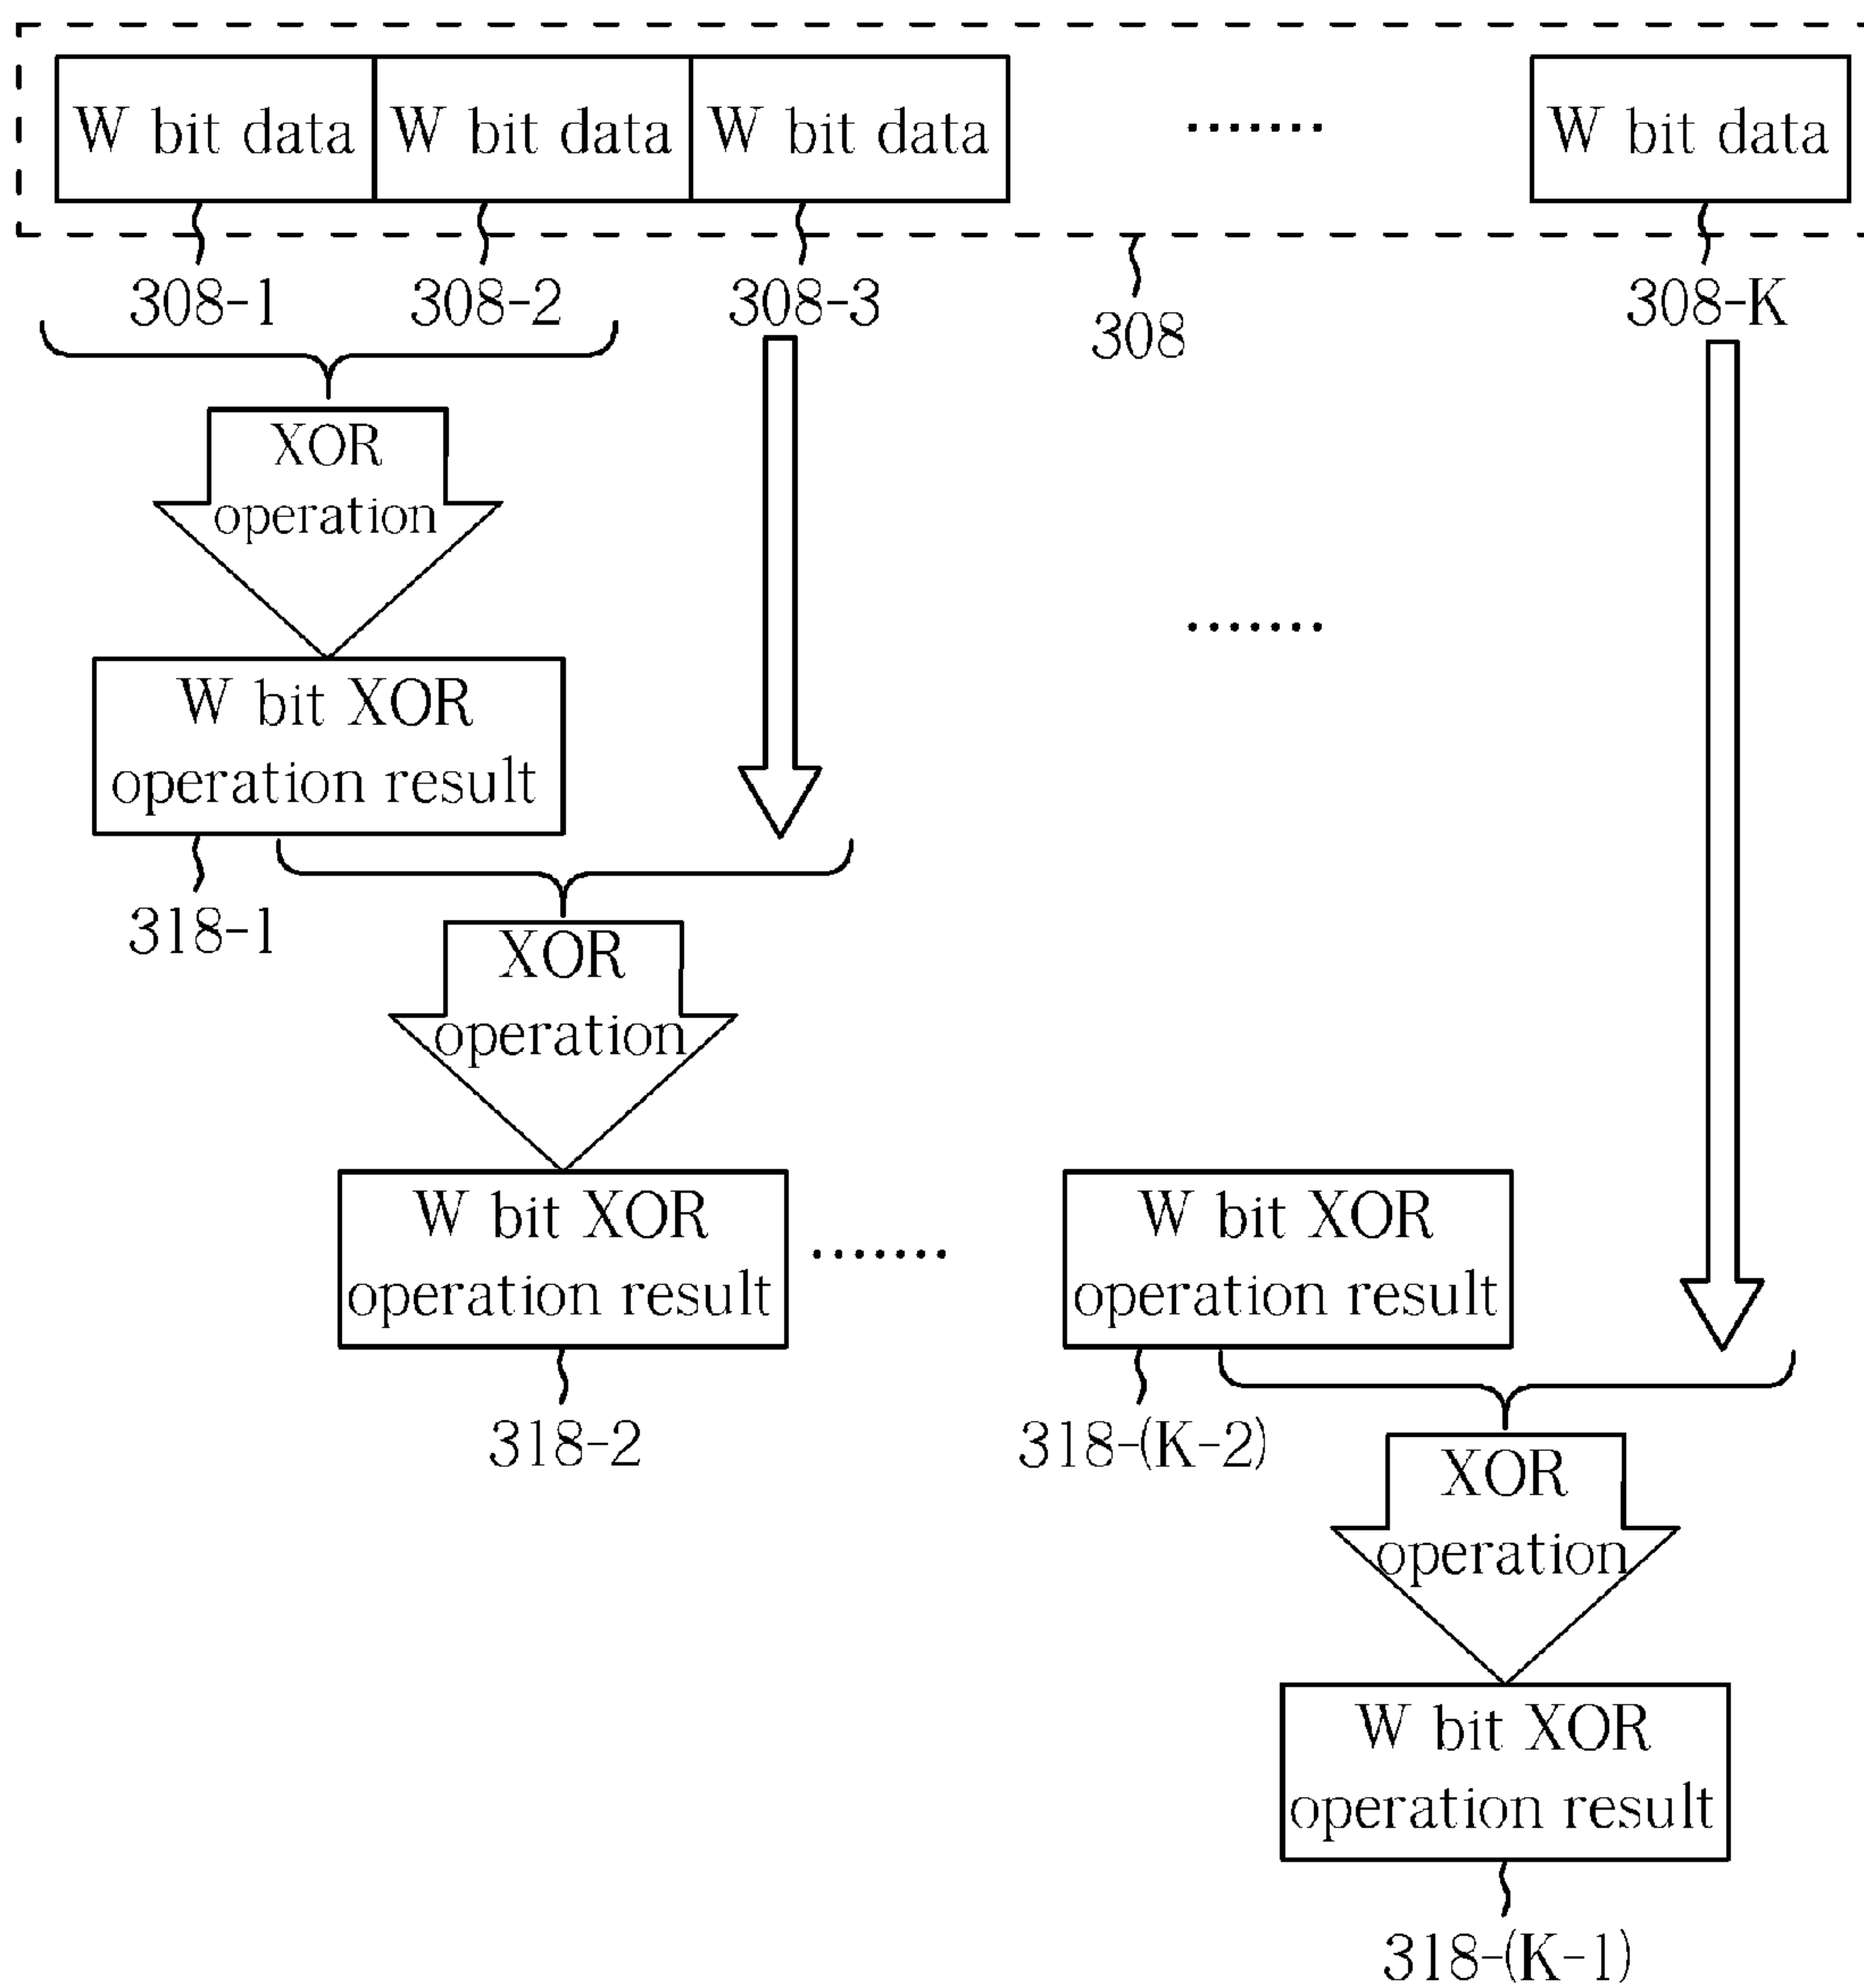 W bit data W bit data W bit data ....... W bit data
308-1 308-2 308-3 308 308-K
XOR
operation
.......
W bit XOR
operation result
318-1
XOR
operation
W bit XOR
operation result
318-2
.......
W bit XOR
operation result
318-(K-2)
XOR
operation
W bit XOR
operation result
318-(K-1)